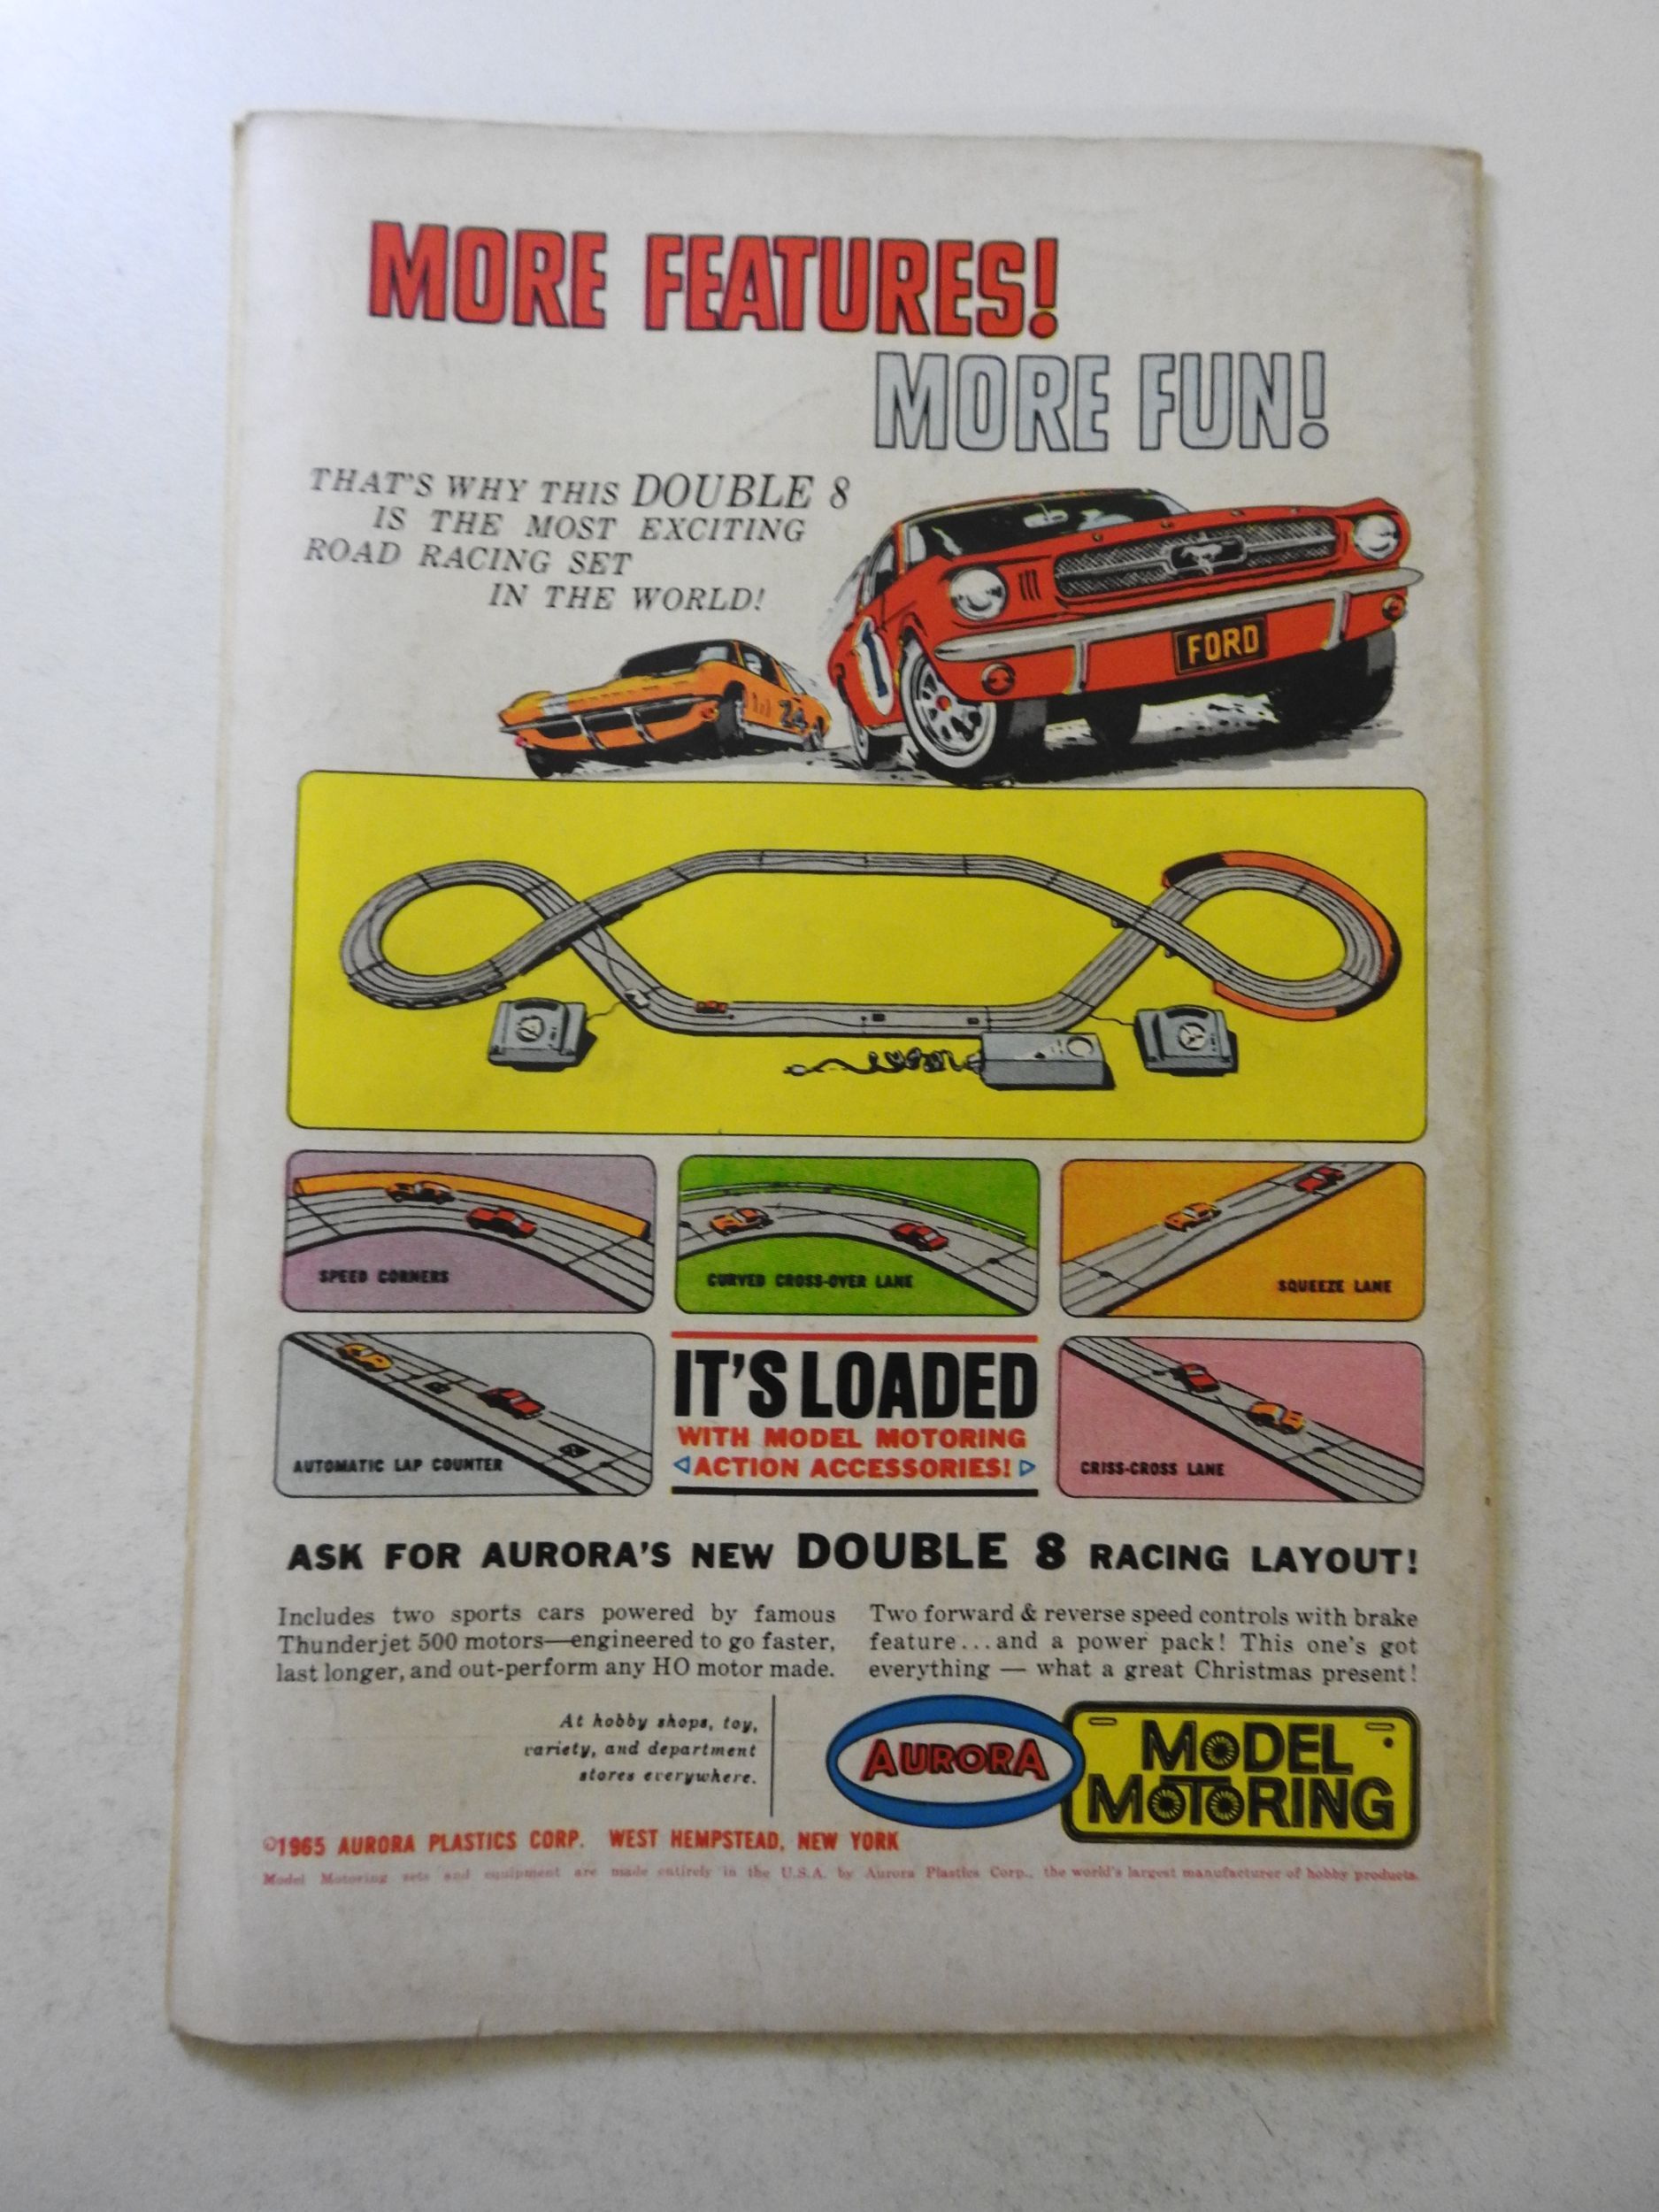 MORE FEATURES!
MORE FUN!
THAT'S WHY THIS DOUBLE 8
IS THE MOST EXCITING
ROAD RACING SET
IN THE WORLD!
FORD
1
24
SPEED CORNERS
CURVED CROSS-OVER LANE
SQUEEZE LANE
AUTOMATIC LAP COUNTER
IT'S LOADED
WITH MODEL MOTORING
ACTION ACCESSORIES!
CRISS-CROSS LANE
ASK FOR AURORA'S NEW DOUBLE 8 RACING LAYOUT!
Includes two sports cars powered by famous
Thunderjet 500 motors—engineered to go faster,
last longer, and out-perform any HO motor made.
Two forward & reverse speed controls with brake
feature...and a power pack! This one's got
everything — what a great Christmas present!
At hobby shops, toy,
variety, and department
stores everywhere.
AURORA
MODEL
MOTORING
©1965 AURORA PLASTICS CORP. WEST HEMPSTEAD, NEW YORK
Model Motoring sets and equipment are made entirely in the U.S.A. by Aurora Plastics Corp., the world's largest manufacturer of hobby products.